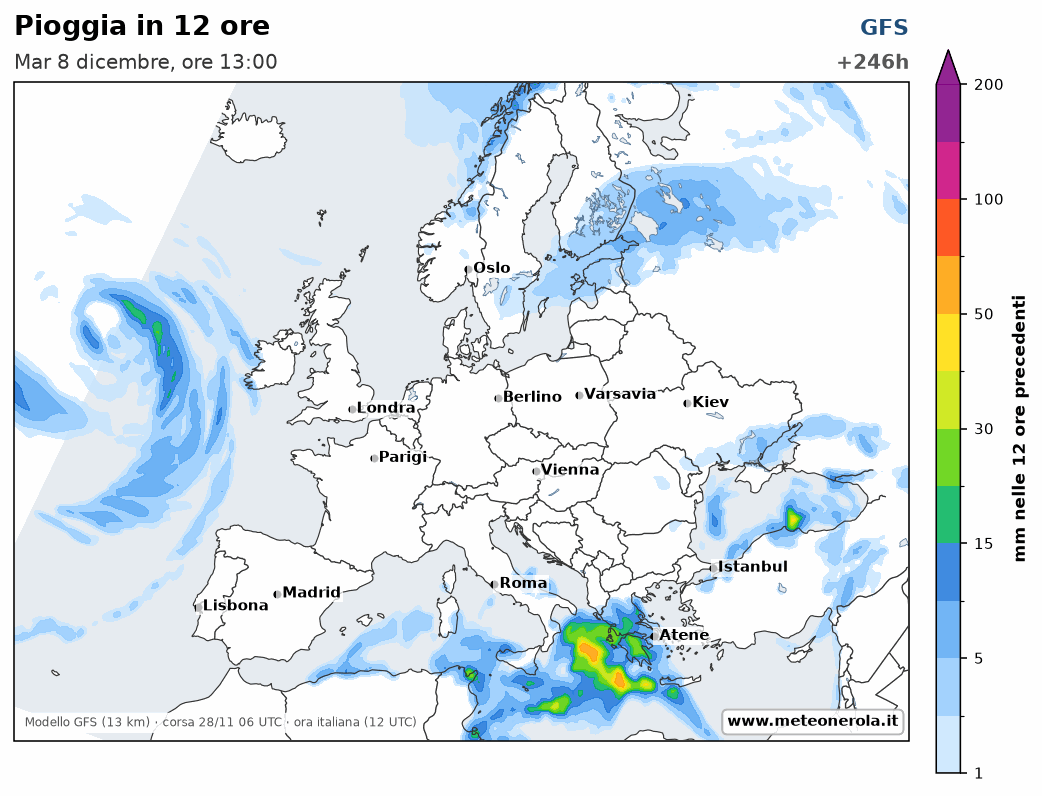 Pioggia in 12 ore
GFS
Mar 8 dicembre, ore 13:00
+246h
200
100
50
30
15
5
1
mm nelle 12 ore precedenti
Oslo
Londra
Berlino
Varsavia
Kiev
Parigi
Vienna
Istanbul
Roma
Madrid
Lisbona
Atene
Modello GFS (13 km) · corsa 28/11 06 UTC · ora italiana (12 UTC)
www.meteonerola.it